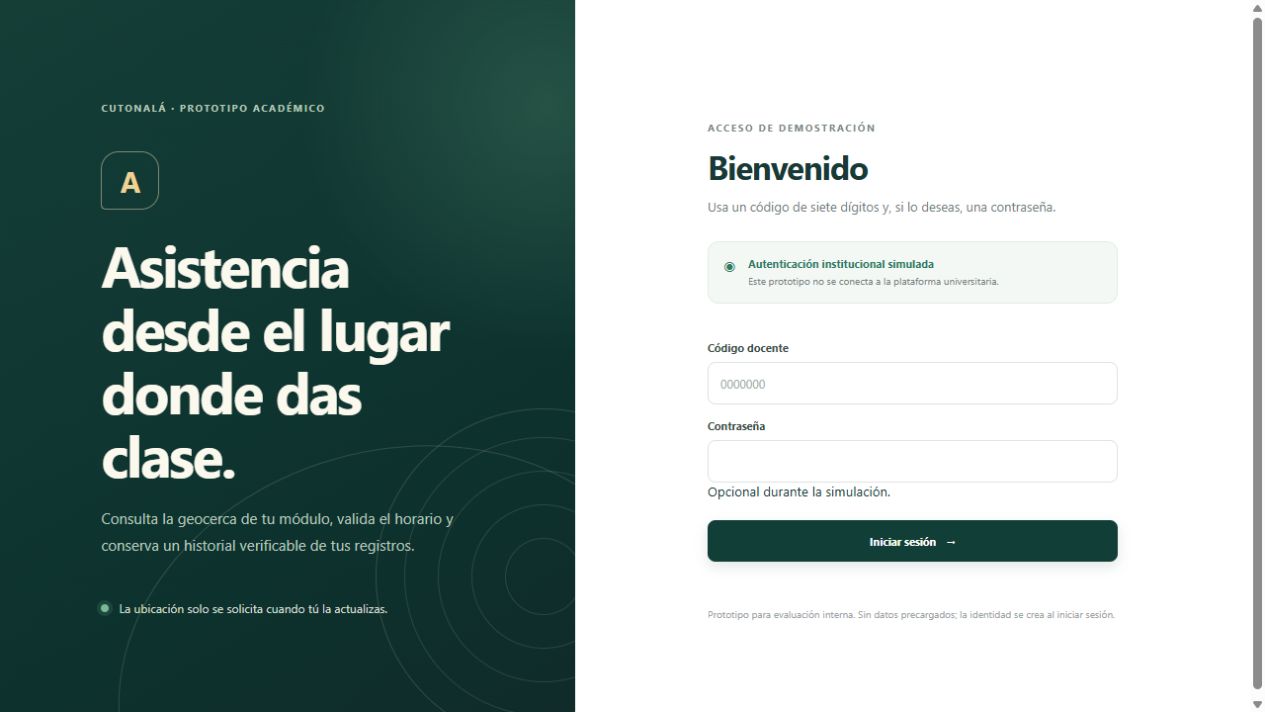 CUTONALÁ • PROTOTIPO ACADÉMICO
A
Asistencia
desde el lugar
donde das
clase.
Consulta la geocerca de tu módulo, valida el horario y
conserva un historial verificable de tus registros.
La ubicación solo se solicita cuando tú la actualizas.
ACCESO DE DEMOSTRACIÓN
Bienvenido
Usa un código de siete dígitos y, si lo deseas, una contraseña.
Autenticación institucional simulada
Este prototipo no se conecta a la plataforma universitaria.
Código docente
0000000
Contraseña
Opcional durante la simulación.
Iniciar sesión →
Prototipo para evaluación interna. Sin datos precargados; la identidad se crea al iniciar sesión.